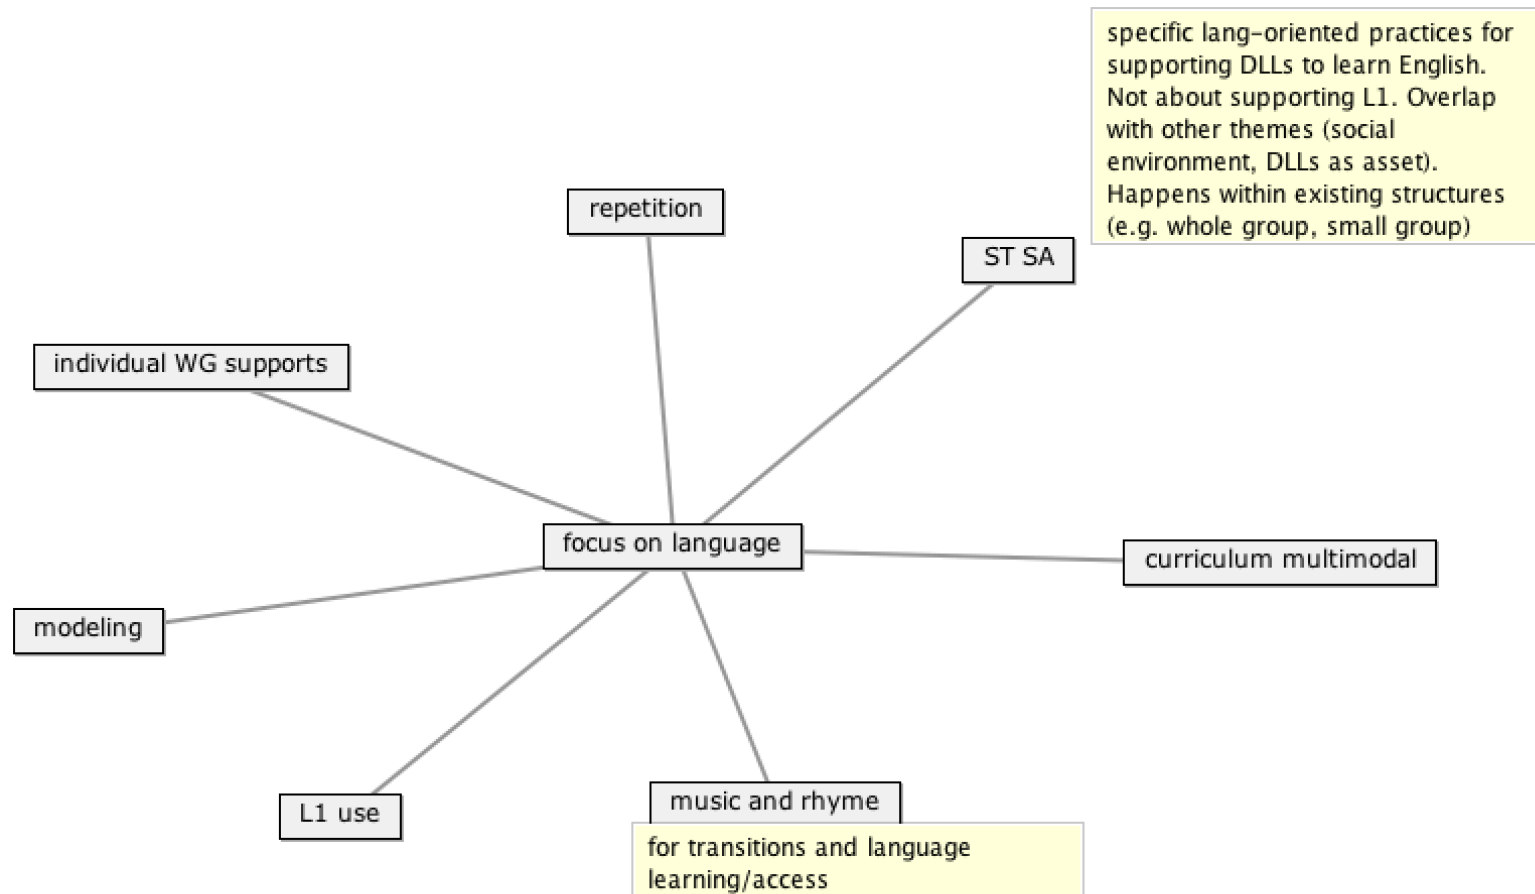 specific lang-oriented practices for
supporting DLLs to learn English.
Not about supporting L1. Overlap
with other themes (social
environment, DLLs as asset).
Happens within existing structures
(e.g. whole group, small group)
repetition
ST SA
individual WG supports
focus on language
curriculum multimodal
modeling
L1 use
music and rhyme
for transitions and language
learning/access